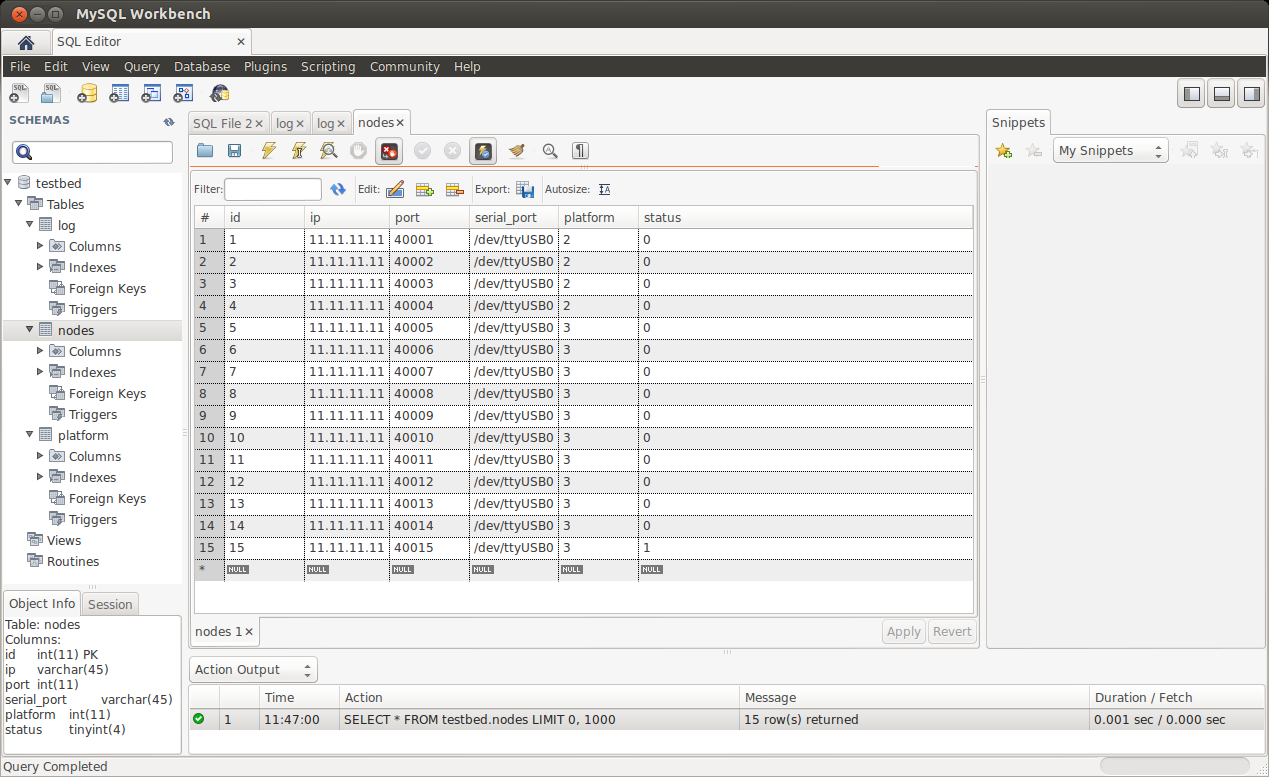 MySQL Workbench
SQL Editor
File Edit View Query Database Plugins Scripting Community Help
SQL SQL
SCHEMAS
testbed
Tables
log
Columns
Indexes
Foreign Keys
Triggers
nodes
Columns
Indexes
Foreign Keys
Triggers
platform
Columns
Indexes
Foreign Keys
Triggers
Views
Routines
Object Info Session
Table: nodes
Columns:
id int(11) PK
ip varchar(45)
port int(11)
serial_port varchar(45)
platform int(11)
status tinyint(4)
SQL File 2 log log nodes
Filter: Edit: Export: Autosize:
# id ip port serial_port platform status
1 1 11.11.11.11 40001 /dev/ttyUSB0 2 0
2 2 11.11.11.11 40002 /dev/ttyUSB0 2 0
3 3 11.11.11.11 40003 /dev/ttyUSB0 2 0
4 4 11.11.11.11 40004 /dev/ttyUSB0 2 0
5 5 11.11.11.11 40005 /dev/ttyUSB0 3 0
6 6 11.11.11.11 40006 /dev/ttyUSB0 3 0
7 7 11.11.11.11 40007 /dev/ttyUSB0 3 0
8 8 11.11.11.11 40008 /dev/ttyUSB0 3 0
9 9 11.11.11.11 40009 /dev/ttyUSB0 3 0
10 10 11.11.11.11 40010 /dev/ttyUSB0 3 0
11 11 11.11.11.11 40011 /dev/ttyUSB0 3 0
12 12 11.11.11.11 40012 /dev/ttyUSB0 3 0
13 13 11.11.11.11 40013 /dev/ttyUSB0 3 0
14 14 11.11.11.11 40014 /dev/ttyUSB0 3 0
15 15 11.11.11.11 40015 /dev/ttyUSB0 3 1
* NULL NULL NULL NULL NULL NULL
nodes 1 Apply Revert
Snippets
My Snippets
Action Output
Time Action Message Duration / Fetch
1 11:47:00 SELECT * FROM testbed.nodes LIMIT 0, 1000 15 row(s) returned 0.001 sec / 0.000 sec
Query Completed